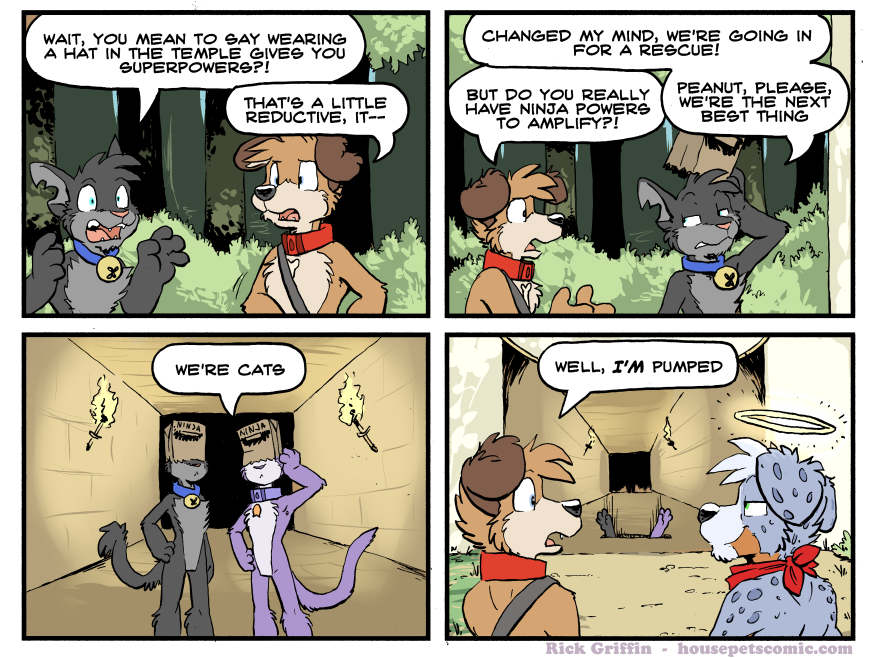 WAIT, YOU MEAN TO SAY WEARING
A HAT IN THE TEMPLE GIVES YOU
SUPERPOWERS?!
THAT'S A LITTLE
REDUCTIVE, IT--
CHANGED MY MIND, WE'RE GOING IN
FOR A RESCUE!
BUT DO YOU REALLY
HAVE NINJA POWERS
TO AMPLIFY?!
PEANUT, PLEASE,
WE'RE THE NEXT
BEST THING
WE'RE CATS
NINJA
NINJA
WELL, I'M PUMPED
Rick Griffin - housepetscomic.com